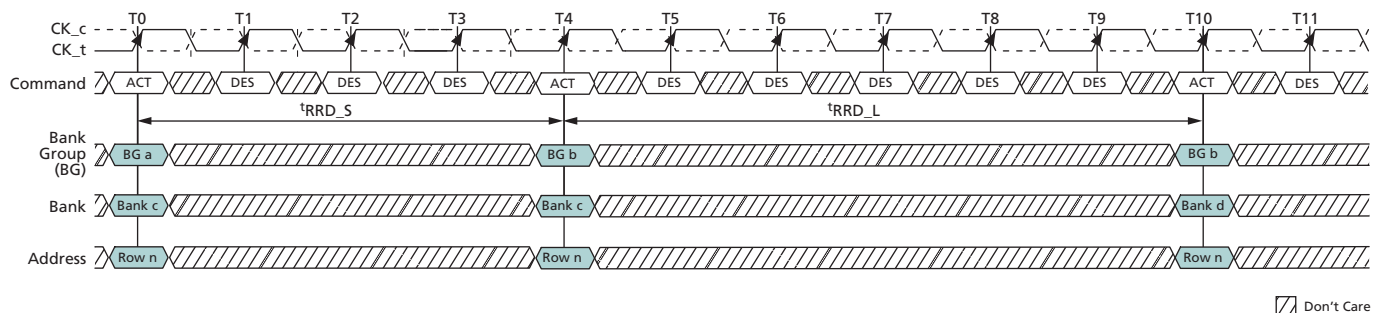 T0 T1 T2 T3 T4 T5 T6 T7 T8 T9 T10 T11
CK_c
CK_t
Command ACT DES DES DES ACT DES DES DES DES DES ACT DES
tRRD_S tRRD_L
Bank
Group
(BG)
BG a BG b BG b
Bank Bank c Bank c Bank d
Address Row n Row n Row n
Don't Care